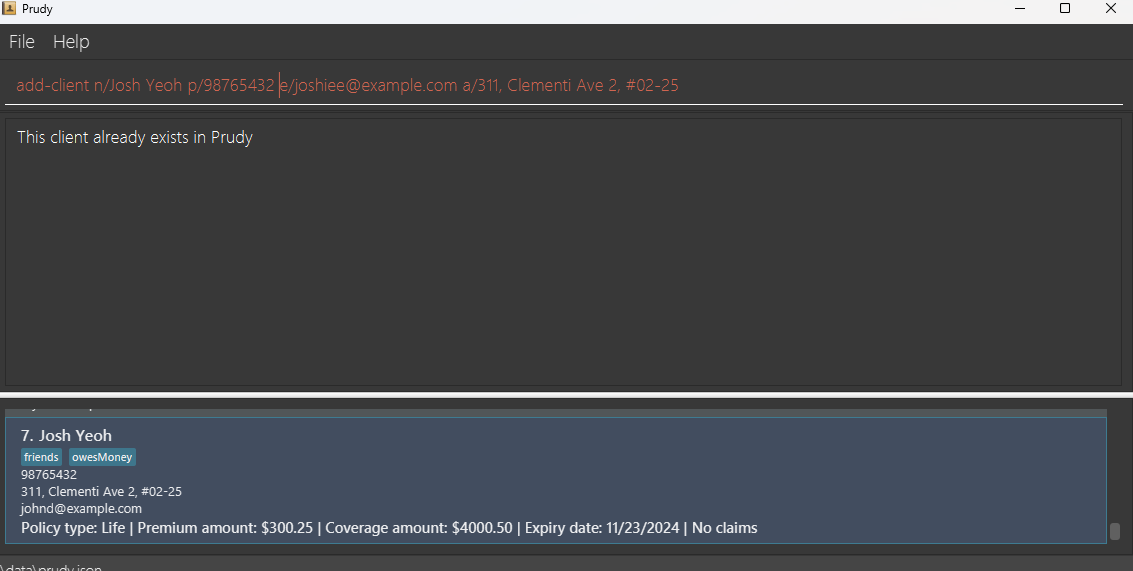 Prudy
File Help
add-client n/Josh Yeoh p/98765432 e/joshiee@example.com a/311, Clementi Ave 2, #02-25
This client already exists in Prudy
7. Josh Yeoh
friends owesMoney
98765432
311, Clementi Ave 2, #02-25
johnd@example.com
Policy type: Life | Premium amount: $300.25 | Coverage amount: $4000.50 | Expiry date: 11/23/2024 | No claims
\data\prudy.json